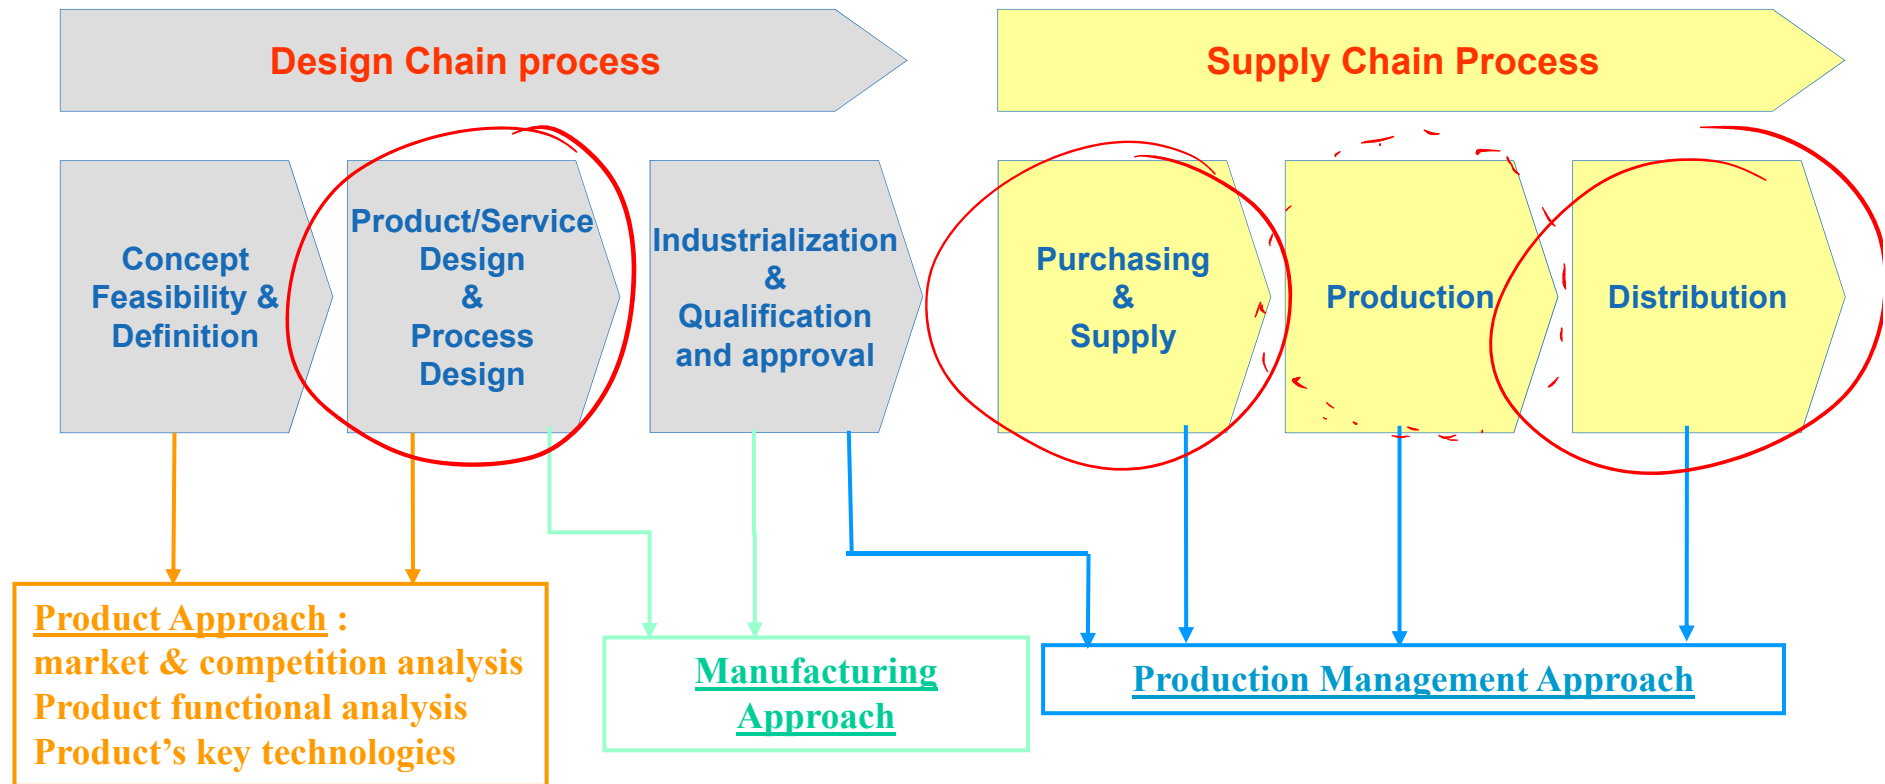 Design Chain process
Supply Chain Process
Concept
Feasibility &
Definition
Product/Service
Design
&
Process
Design
Industrialization
&
Qualification
and approval
Purchasing
&
Supply
Production
Distribution
Product Approach :
market & competition analysis
Product functional analysis
Product’s key technologies
Manufacturing
Approach
Production Management Approach